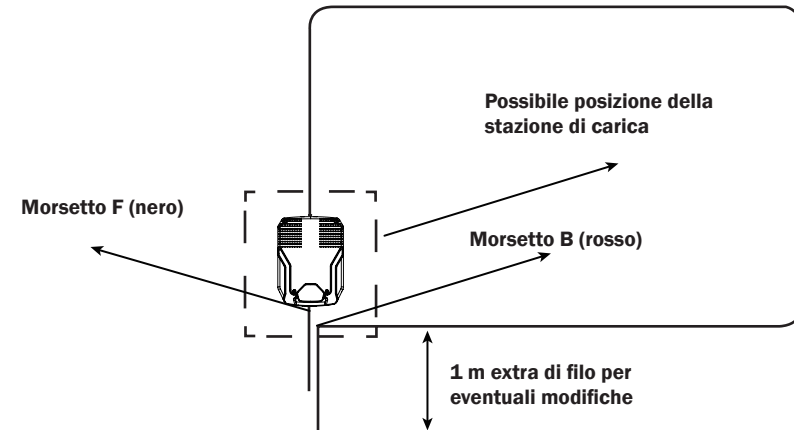 Possibile posizione della
stazione di carica
Morsetto F (nero)
Morsetto B (rosso)
1 m extra di filo per
eventuali modifiche